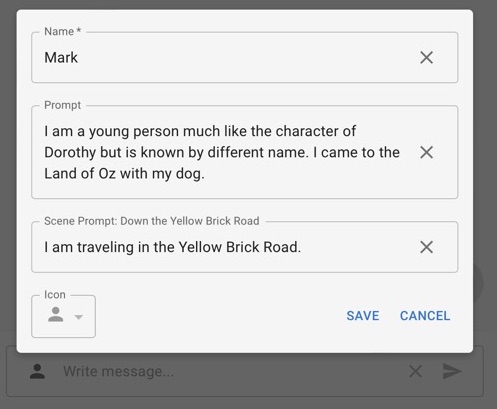 Name *
Mark
Prompt
I am a young person much like the character of
Dorothy but is known by different name. I came to the
Land of Oz with my dog.
Scene Prompt: Down the Yellow Brick Road
I am traveling in the Yellow Brick Road.
Icon
SAVE CANCEL
Write message...